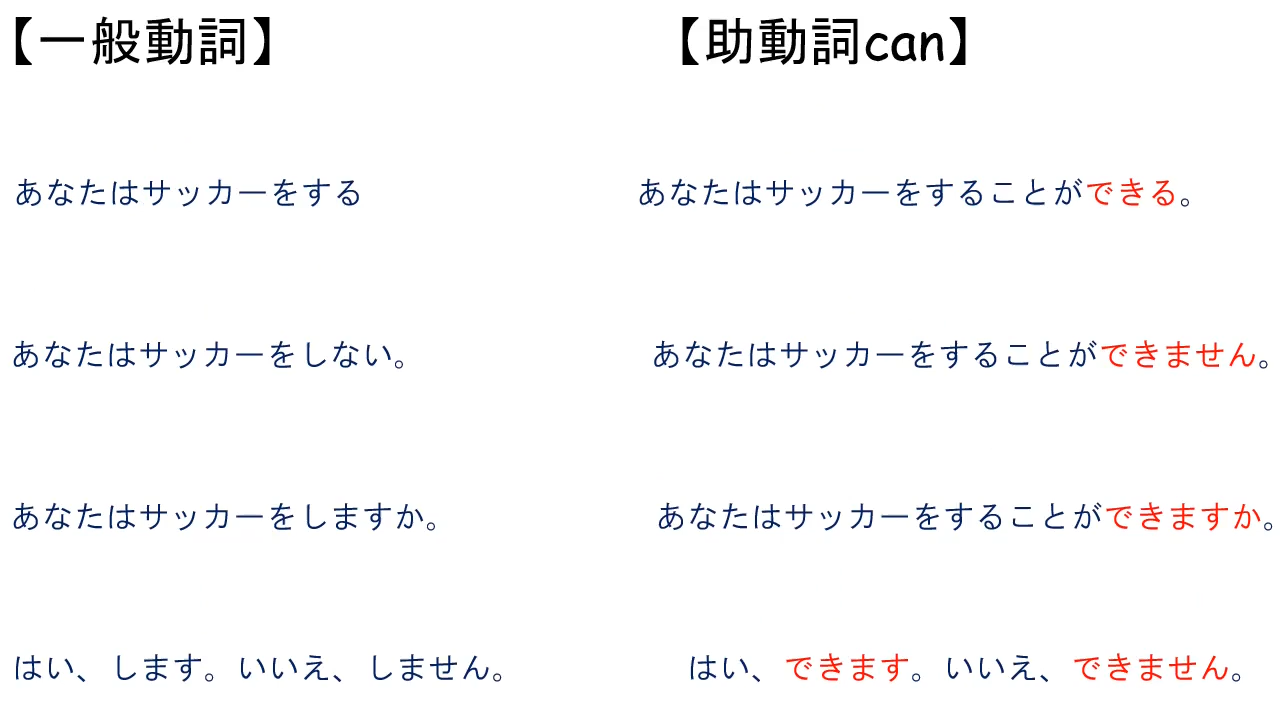 【一般動詞】
【助動詞can】
あなたはサッカーをする
あなたはサッカーをすることができる。
あなたはサッカーをしない。
あなたはサッカーをすることができません。
あなたはサッカーをしますか。
あなたはサッカーをすることができますか。
はい、します。いいえ、しません。
はい、できます。いいえ、できません。